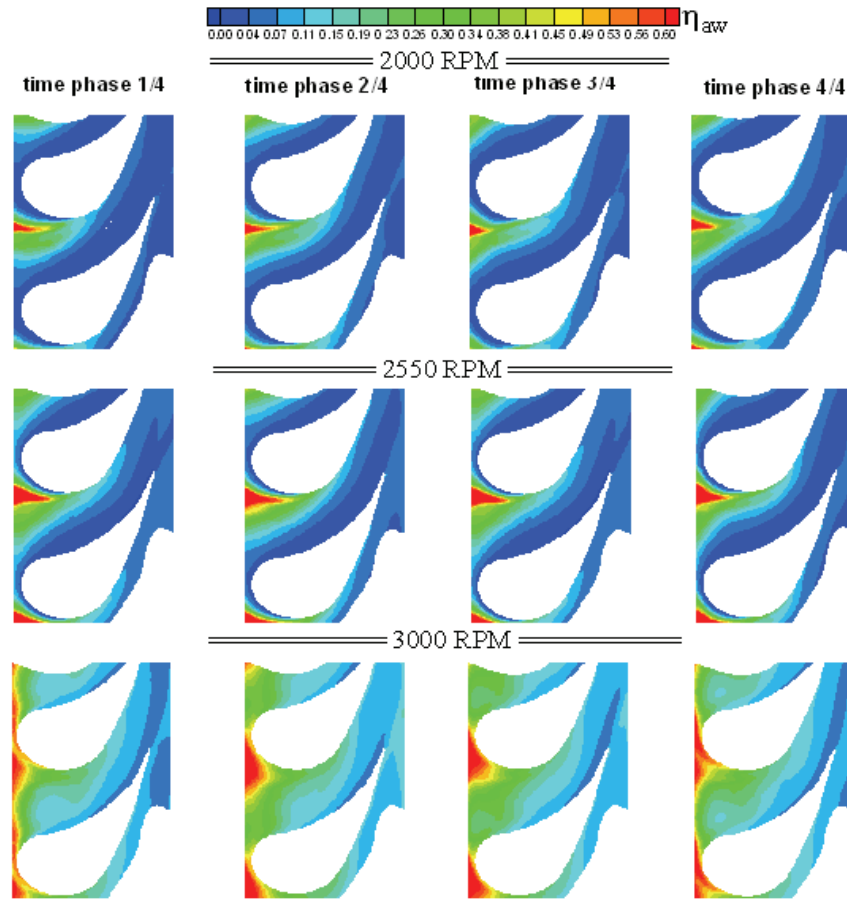 η_aw
0.00 0.04 0.07 0.11 0.15 0.19 0.23 0.26 0.30 0.34 0.38 0.41 0.45 0.49 0.53 0.56 0.60
2000 RPM
time phase 1/4 time phase 2/4 time phase 3/4 time phase 4/4
2550 RPM
3000 RPM